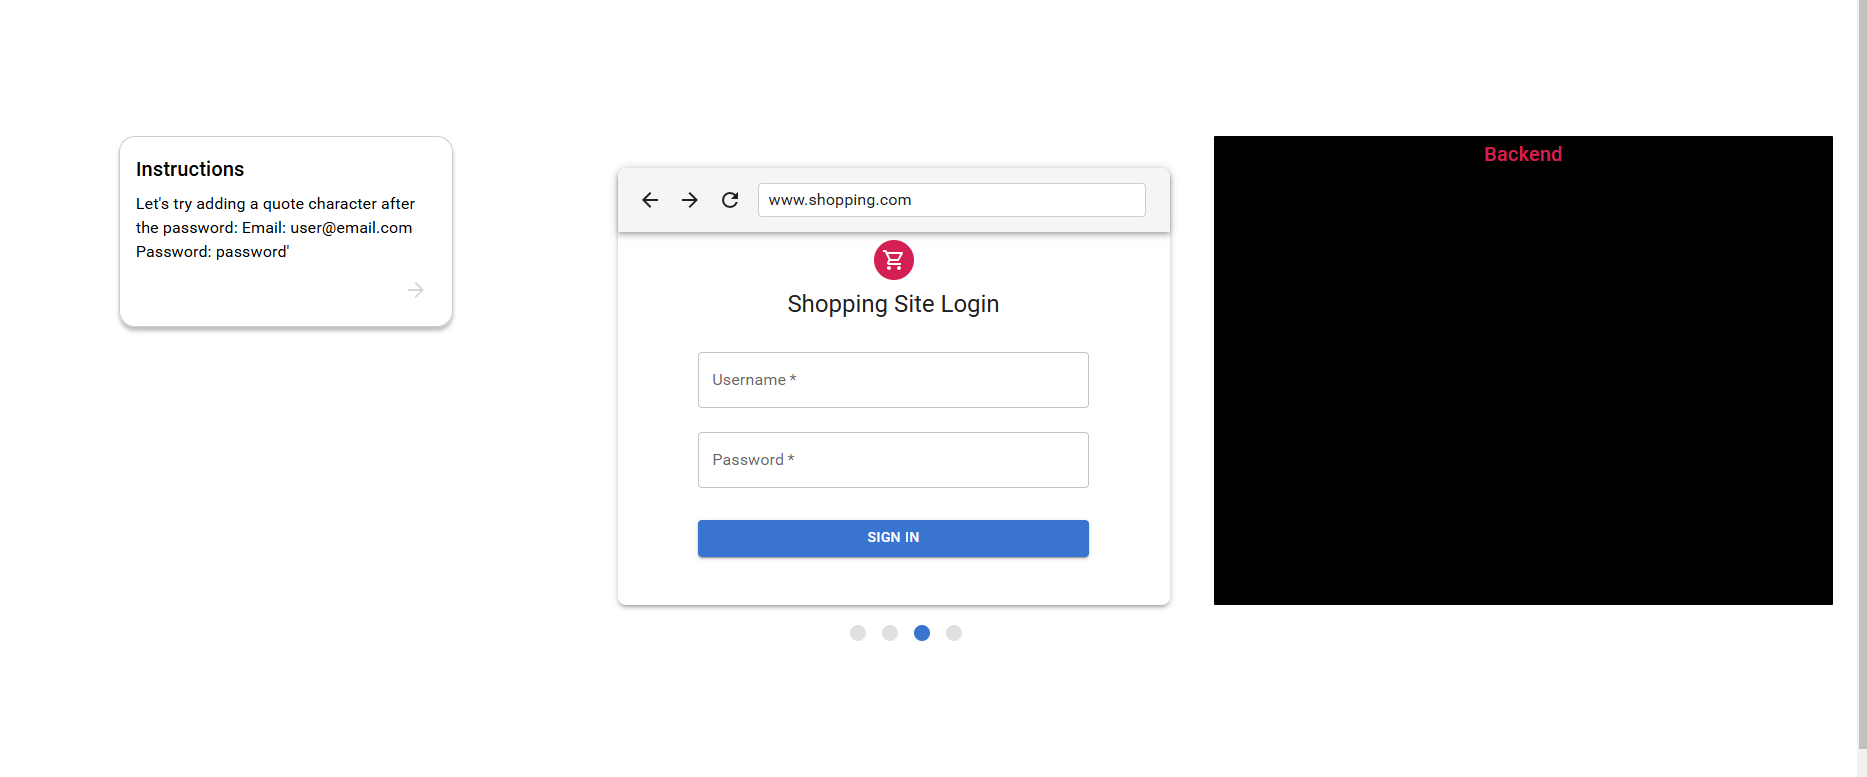 Instructions
Let's try adding a quote character after
the password: Email: user@email.com
Password: password'
www.shopping.com
Shopping Site Login
Username *
Password *
SIGN IN
Backend